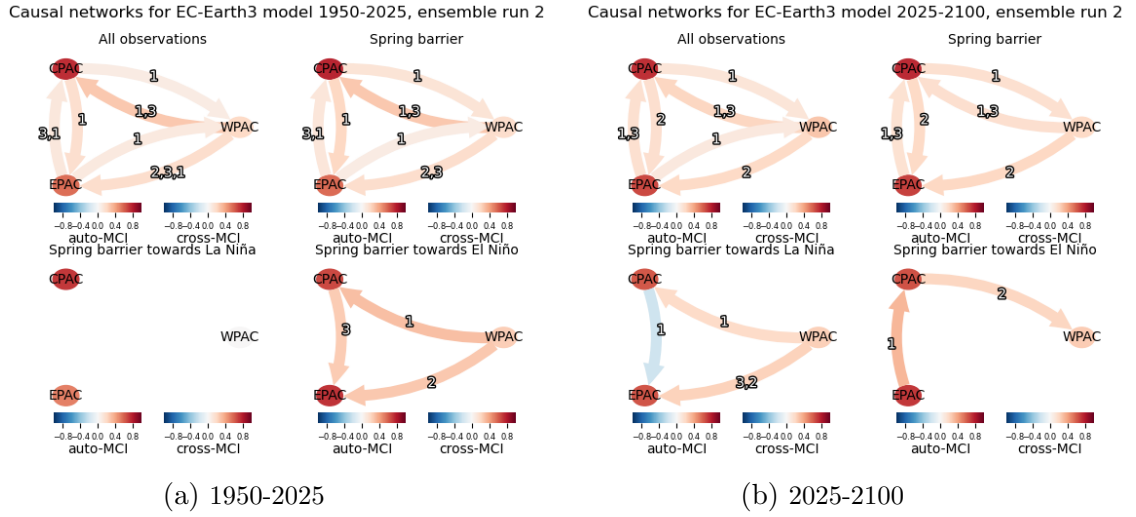 Causal networks for EC-Earth3 model 1950-2025, ensemble run 2
All observations
Spring barrier
CPAC
1
1,3
3,1
1
WPAC
1
2,3,1
EPAC
CPAC
1
1,3
3,1
1
WPAC
1
2,3
EPAC
−0.8−0.4 0.0 0.4 0.8
−0.8−0.4 0.0 0.4 0.8
−0.8−0.4 0.0 0.4 0.8
−0.8−0.4 0.0 0.4 0.8
auto-MCI
cross-MCI
auto-MCI
cross-MCI
Spring barrier towards La Niña
Spring barrier towards El Niño
CPAC
WPAC
EPAC
CPAC
1
3
WPAC
2
EPAC
−0.8−0.4 0.0 0.4 0.8
−0.8−0.4 0.0 0.4 0.8
−0.8−0.4 0.0 0.4 0.8
−0.8−0.4 0.0 0.4 0.8
auto-MCI
cross-MCI
auto-MCI
cross-MCI
(a) 1950-2025
Causal networks for EC-Earth3 model 2025-2100, ensemble run 2
All observations
Spring barrier
CPAC
1
1,3
1,3
2
WPAC
1
2
EPAC
CPAC
1
1,3
1,3
2
WPAC
2
EPAC
−0.8−0.4 0.0 0.4 0.8
−0.8−0.4 0.0 0.4 0.8
−0.8−0.4 0.0 0.4 0.8
−0.8−0.4 0.0 0.4 0.8
auto-MCI
cross-MCI
auto-MCI
cross-MCI
Spring barrier towards La Niña
Spring barrier towards El Niño
CPAC
1
1
WPAC
3,2
EPAC
CPAC
2
1
WPAC
EPAC
−0.8−0.4 0.0 0.4 0.8
−0.8−0.4 0.0 0.4 0.8
−0.8−0.4 0.0 0.4 0.8
−0.8−0.4 0.0 0.4 0.8
auto-MCI
cross-MCI
auto-MCI
cross-MCI
(b) 2025-2100